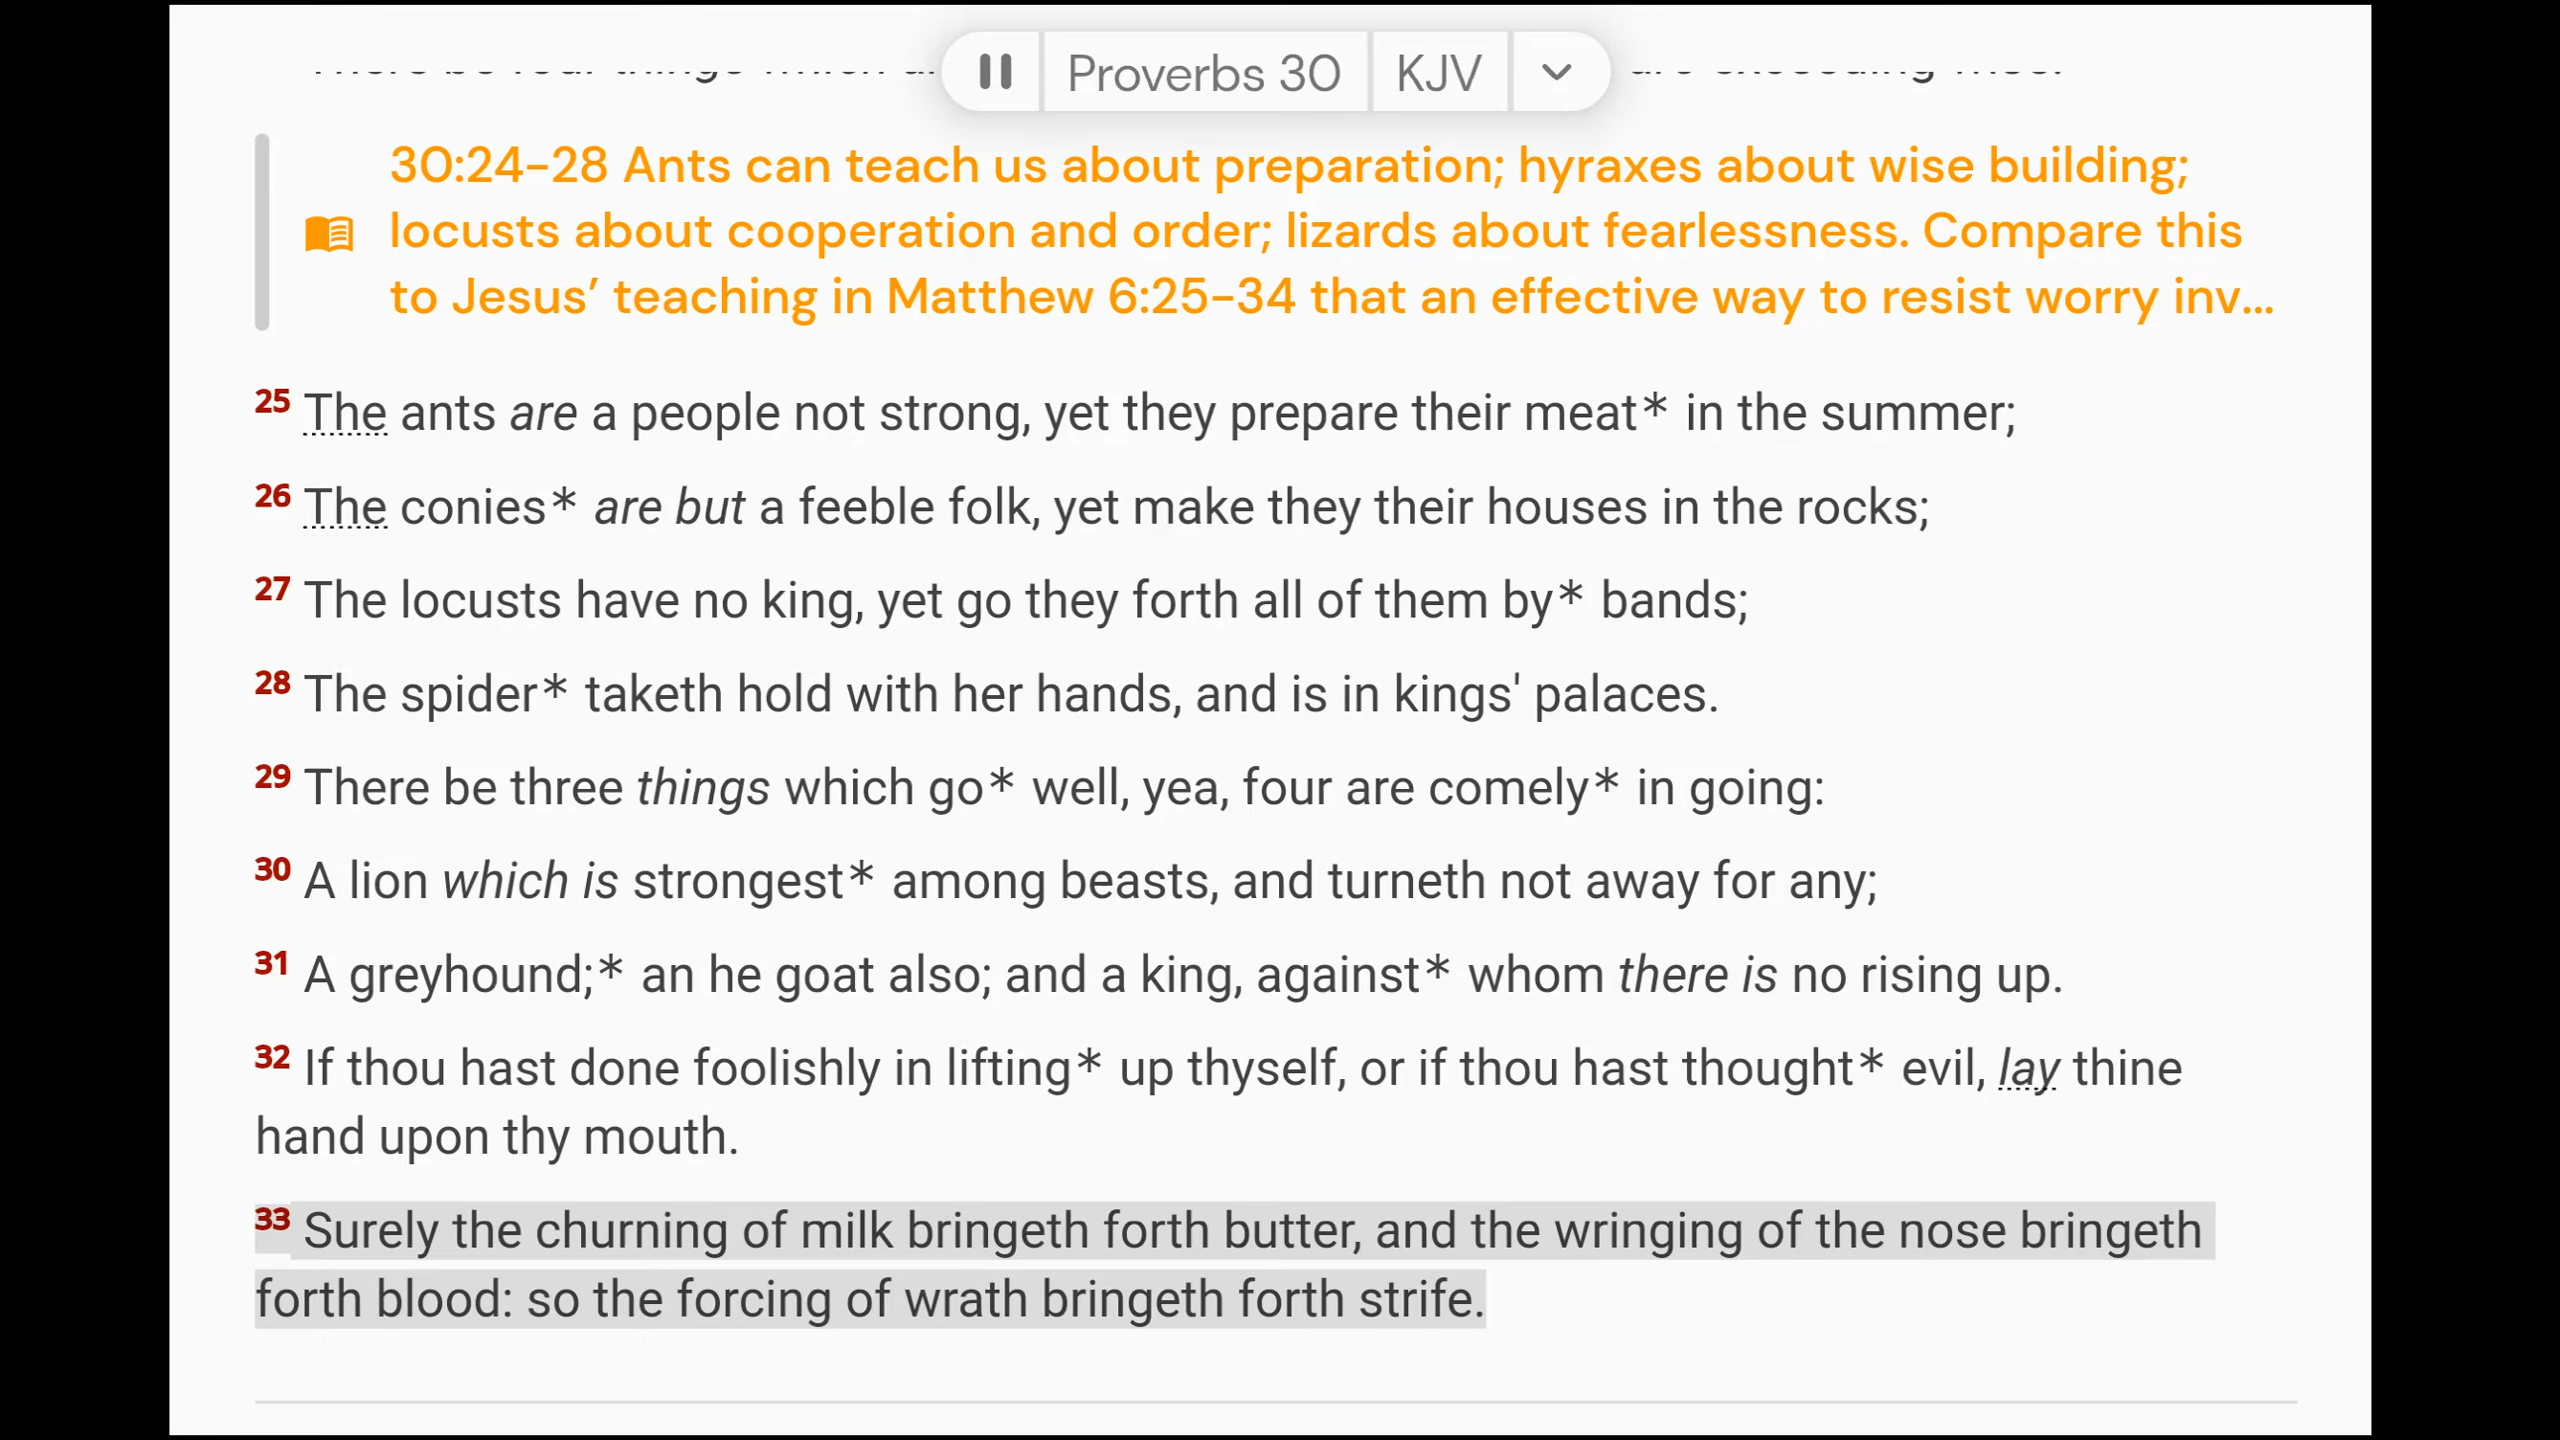 Proverbs 30 KJV
30:24–28 Ants can teach us about preparation; hyraxes about wise building;
locusts about cooperation and order; lizards about fearlessness. Compare this
to Jesus’ teaching in Matthew 6:25–34 that an effective way to resist worry inv...
25 The ants are a people not strong, yet they prepare their meat* in the summer;
26 The conies* are but a feeble folk, yet make they their houses in the rocks;
27 The locusts have no king, yet go they forth all of them by* bands;
28 The spider* taketh hold with her hands, and is in kings' palaces.
29 There be three things which go* well, yea, four are comely* in going:
30 A lion which is strongest* among beasts, and turneth not away for any;
31 A greyhound;* an he goat also; and a king, against* whom there is no rising up.
32 If thou hast done foolishly in lifting* up thyself, or if thou hast thought* evil, lay thine
hand upon thy mouth.
33 Surely the churning of milk bringeth forth butter, and the wringing of the nose bringeth
forth blood: so the forcing of wrath bringeth forth strife.